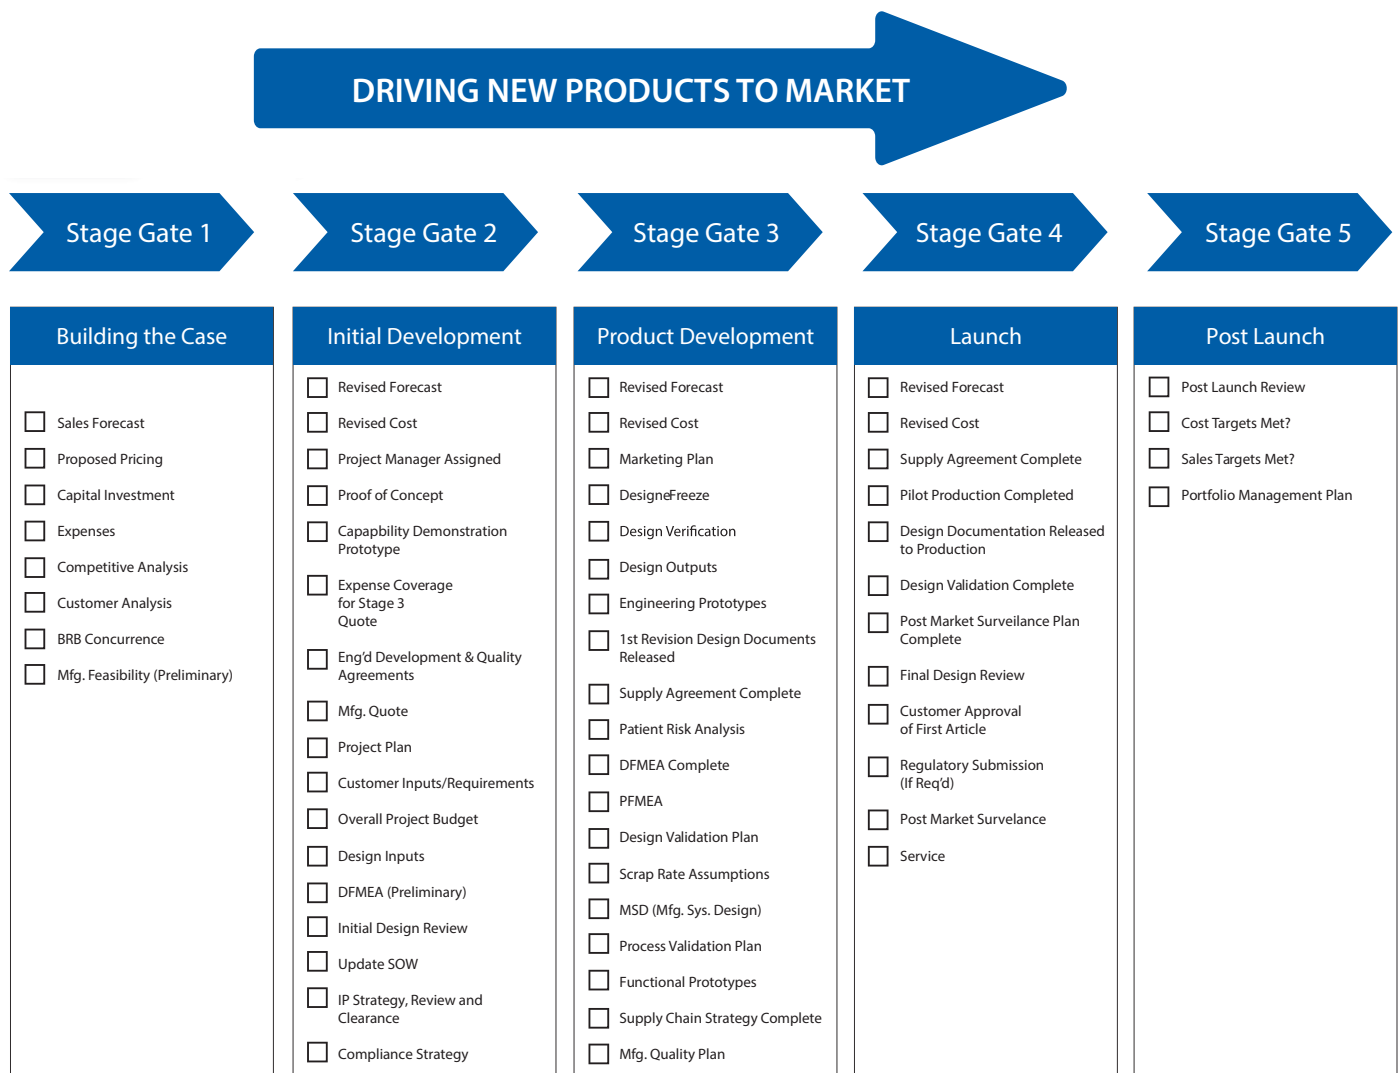 DRIVING NEW PRODUCTS TO MARKET
Stage Gate 1
Stage Gate 2
Stage Gate 3
Stage Gate 4
Stage Gate 5
Building the Case
Sales Forecast
Proposed Pricing
Capital Investment
Expenses
Competitive Analysis
Customer Analysis
BRB Concurrence
Mfg. Feasibility (Preliminary)
Initial Development
Revised Forecast
Revised Cost
Project Manager Assigned
Proof of Concept
Capapbility Demonstration
Prototype
Expense Coverage
for Stage 3
Quote
Eng'd Development & Quality
Agreements
Mfg. Quote
Project Plan
Customer Inputs/Requirements
Overall Project Budget
Design Inputs
DFMEA (Preliminary)
Initial Design Review
Update SOW
IP Strategy, Review and
Clearance
Compliance Strategy
Product Development
Revised Forecast
Revised Cost
Marketing Plan
DesigneFreeze
Design Verification
Design Outputs
Engineering Prototypes
1st Revision Design Documents
Released
Supply Agreement Complete
Patient Risk Analysis
DFMEA Complete
PFMEA
Design Validation Plan
Scrap Rate Assumptions
MSD (Mfg. Sys. Design)
Process Validation Plan
Functional Prototypes
Supply Chain Strategy Complete
Mfg. Quality Plan
Launch
Revised Forecast
Revised Cost
Supply Agreement Complete
Pilot Production Completed
Design Documentation Released
to Production
Design Validation Complete
Post Market Surveilance Plan
Complete
Final Design Review
Customer Approval
of First Article
Regulatory Submission
(If Req'd)
Post Market Survelance
Service
Post Launch
Post Launch Review
Cost Targets Met?
Sales Targets Met?
Portfolio Management Plan